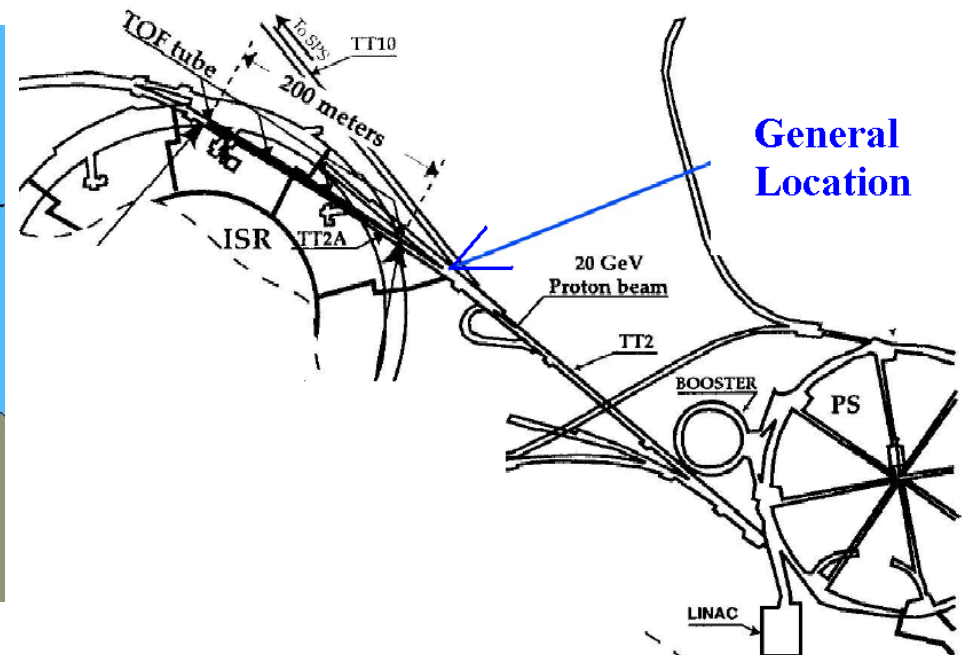 To SPS
TT10
TOF tube
200 meters
General
Location
ISR
TT2A
20 GeV
Proton beam
TT2
BOOSTER
PS
LINAC